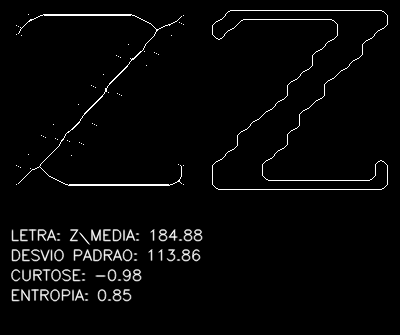 Z Z
LETRA: Z\MEDIA: 184.88
DESVIO PADRAO: 113.86
CURTOSE: -0.98
ENTROPIA: 0.85